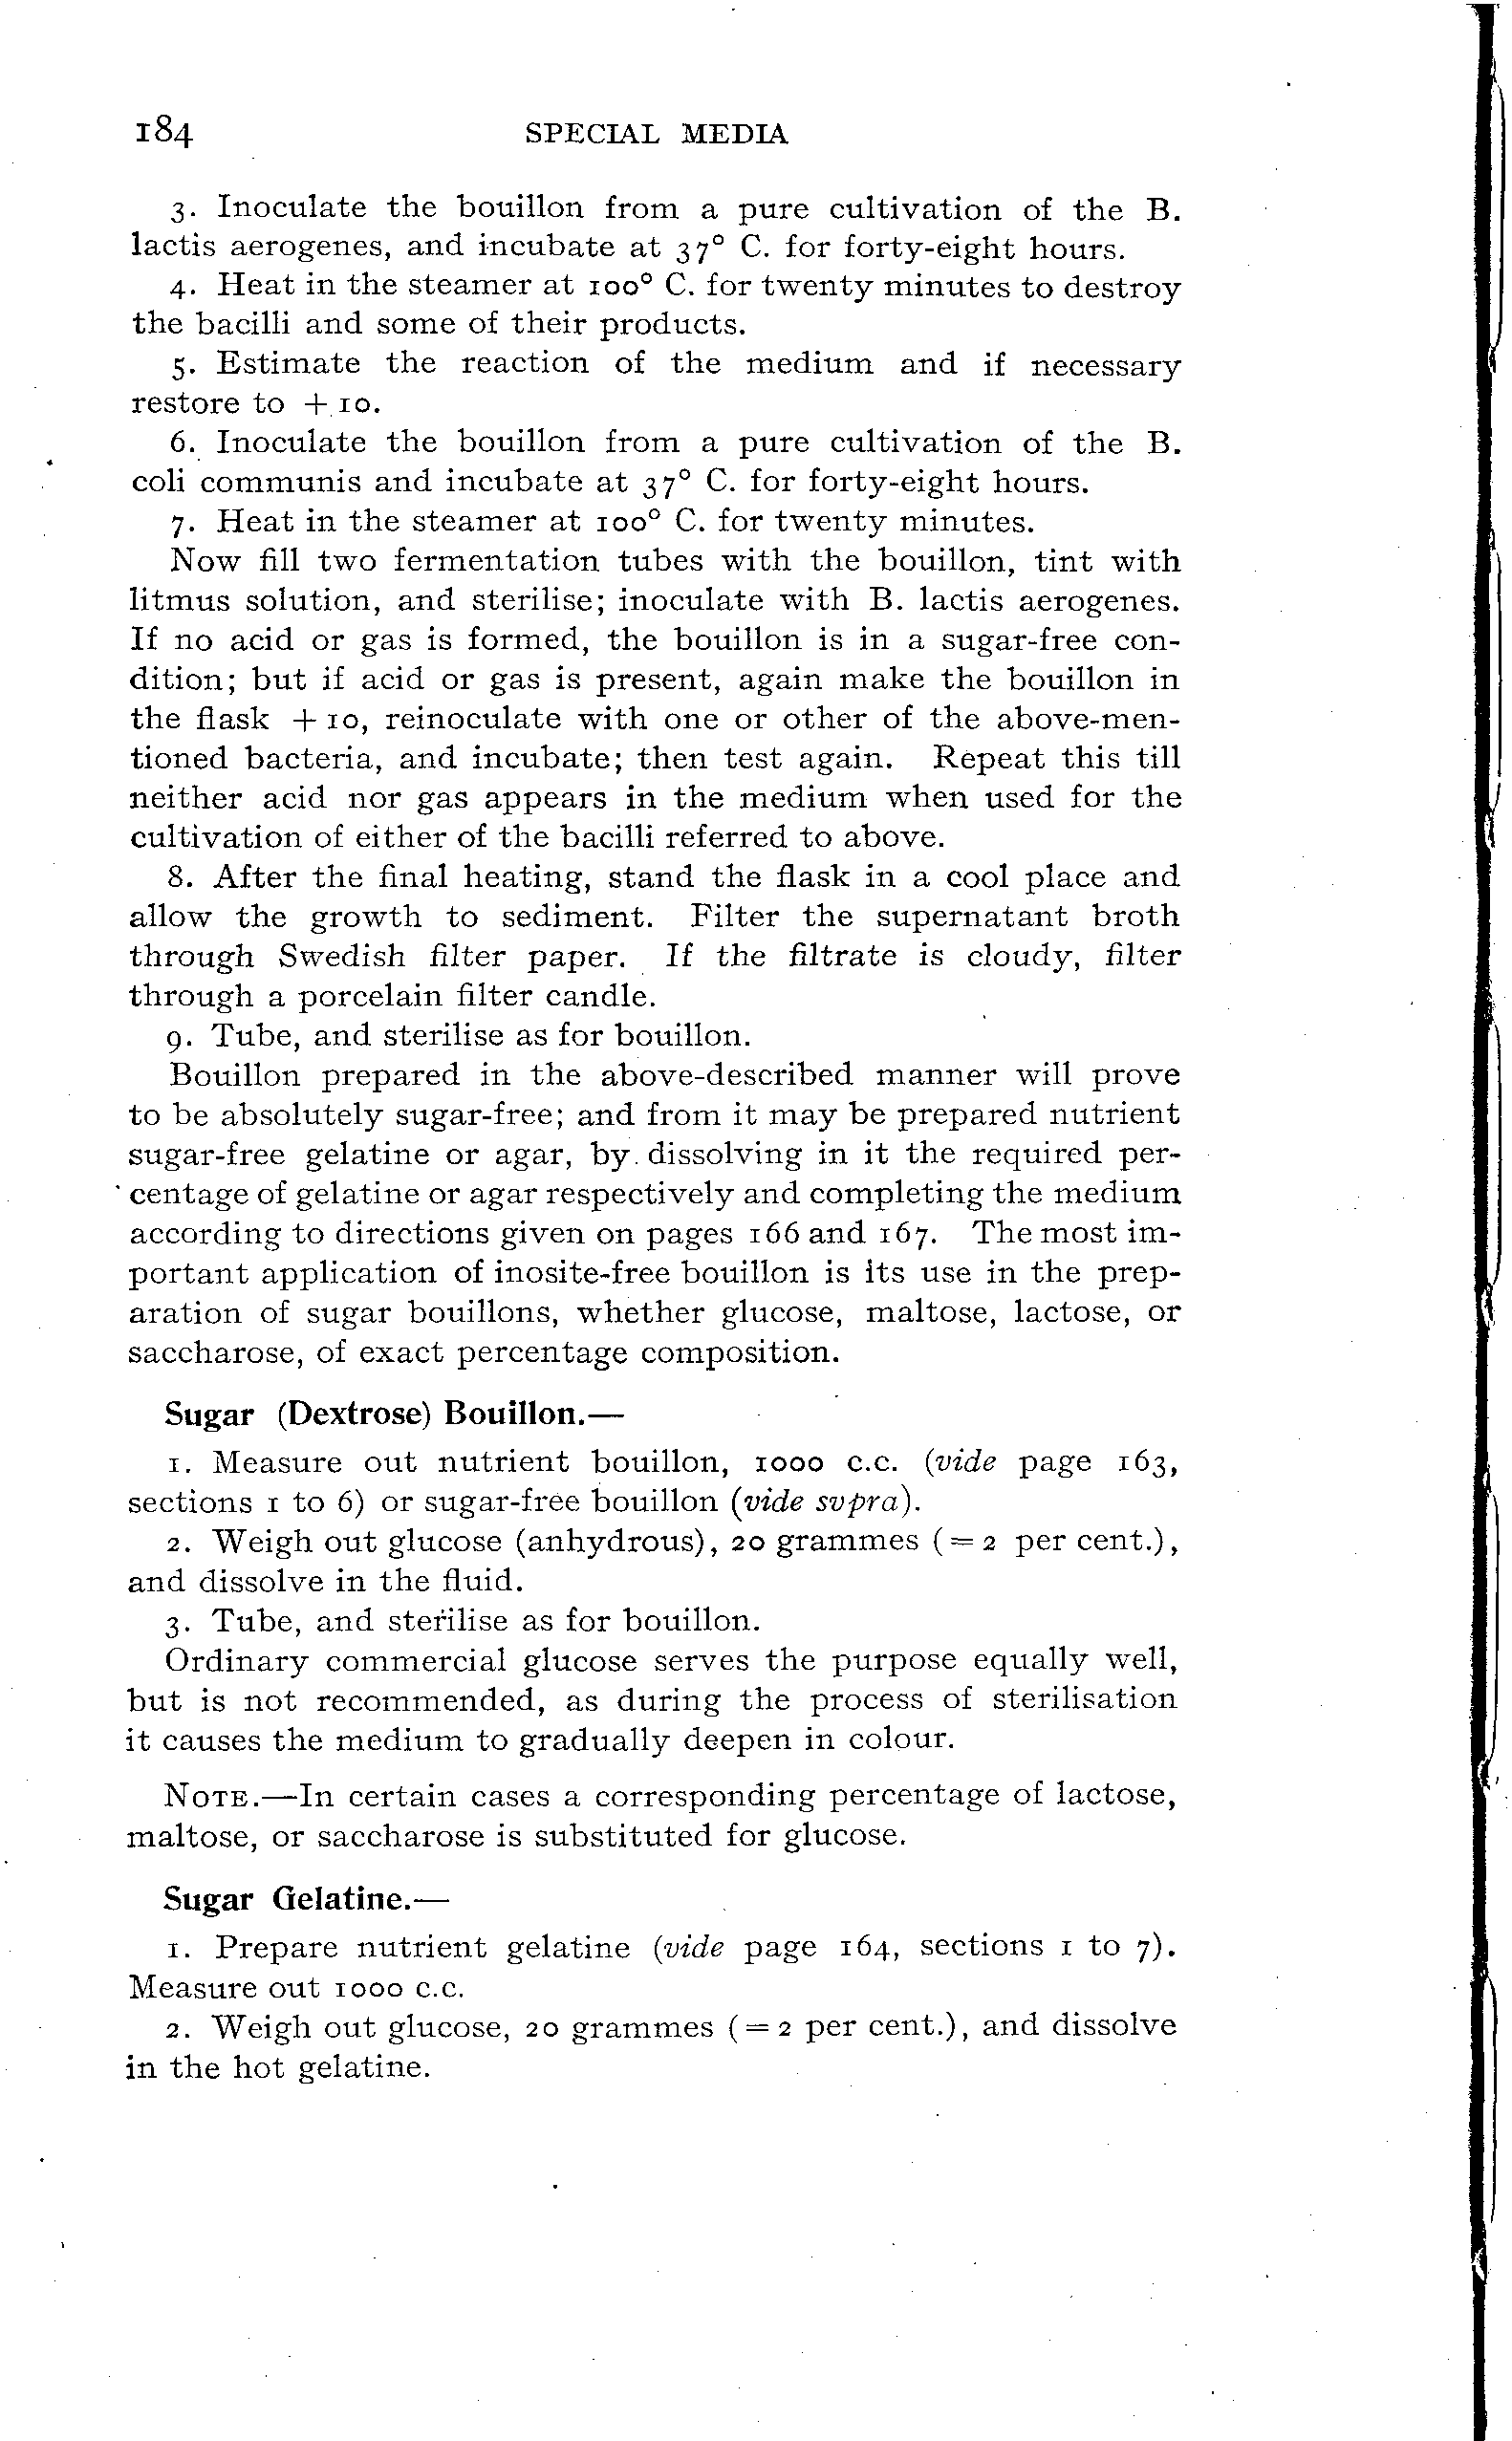 184 SPECIAL MEDIA
3. Inoculate the bouillon from a pure cultivation of the B.
lactis aerogenes, and incubate at 37° C. for forty-eight hours.
4. Heat in the steamer at 100° C. for twenty minutes to destroy
the bacilli and some of their products.
5. Estimate the reaction of the medium and if necessary
restore to +10.
6. Inoculate the bouillon from a pure cultivation of the B.
coli communis and incubate at 37° C. for forty-eight hours.
7. Heat in the steamer at 100° C. for twenty minutes.
Now fill two fermentation tubes with the bouillon, tint with
litmus solution, and sterilise; inoculate with B. lactis aerogenes.
If no acid or gas is formed, the bouillon is in a sugar-free con-
dition; but if acid or gas is present, again make the bouillon in
the flask +10, reinoculate with one or other of the above-men-
tioned bacteria, and incubate; then test again. Repeat this till
neither acid nor gas appears in the medium when used for the
cultivation of either of the bacilli referred to above.
8. After the final heating, stand the flask in a cool place and
allow the growth to sediment. Filter the supernatant broth
through Swedish filter paper. If the filtrate is cloudy, filter
through a porcelain filter candle.
9. Tube, and sterilise as for bouillon.
Bouillon prepared in the above-described manner will prove
to be absolutely sugar-free; and from it may be prepared nutrient
sugar-free gelatine or agar, by dissolving in it the required per-
centage of gelatine or agar respectively and completing the medium
according to directions given on pages 166 and 167. The most im-
portant application of inosite-free bouillon is its use in the prep-
aration of sugar bouillons, whether glucose, maltose, lactose, or
saccharose, of exact percentage composition.
Sugar (Dextrose) Bouillon.—
1. Measure out nutrient bouillon, 1000 c.c. (vide page 163,
sections 1 to 6) or sugar-free bouillon (vide svpra).
2. Weigh out glucose (anhydrous), 20 grammes (=2 per cent.),
and dissolve in the fluid.
3. Tube, and sterilise as for bouillon.
Ordinary commercial glucose serves the purpose equally well,
but is not recommended, as during the process of sterilisation
it causes the medium to gradually deepen in colour.
NOTE.—In certain cases a corresponding percentage of lactose,
maltose, or saccharose is substituted for glucose.
Sugar Gelatine.—
1. Prepare nutrient gelatine (vide page 164, sections 1 to 7).
Measure out 1000 c.c.
2. Weigh out glucose, 20 grammes (=2 per cent.), and dissolve
in the hot gelatine.